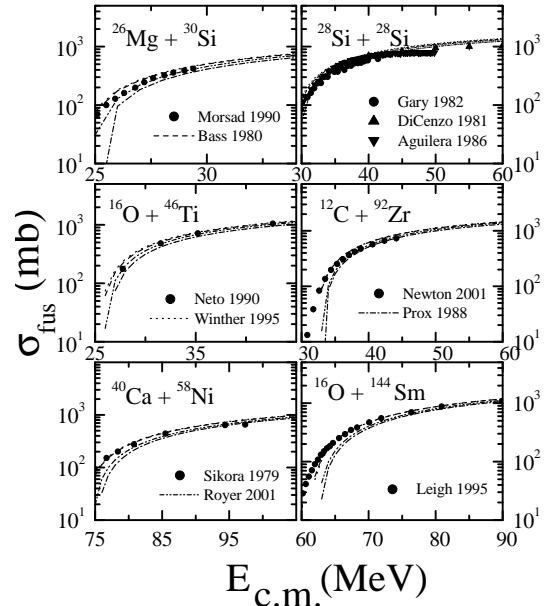 ²⁶Mg + ³⁰Si
Morsad 1990
Bass 1980
10³
10²
10¹
25 30
²⁸Si + ²⁸Si
Gary 1982
DiCenzo 1981
Aguilera 1986
10³
10²
10¹
30 40 50 60
¹⁶O + ⁴⁶Ti
Neto 1990
Winther 1995
10³
10²
10¹
25 35
¹²C + ⁹²Zr
Newton 2001
Prox 1988
10³
10²
10¹
30 40 50 60
⁴⁰Ca + ⁵⁸Ni
Sikora 1979
Royer 2001
10³
10²
10¹
75 85 95
¹⁶O + ¹⁴⁴Sm
Leigh 1995
10³
10²
10¹
60 70 80 90
σfus (mb)
Ec.m.(MeV)